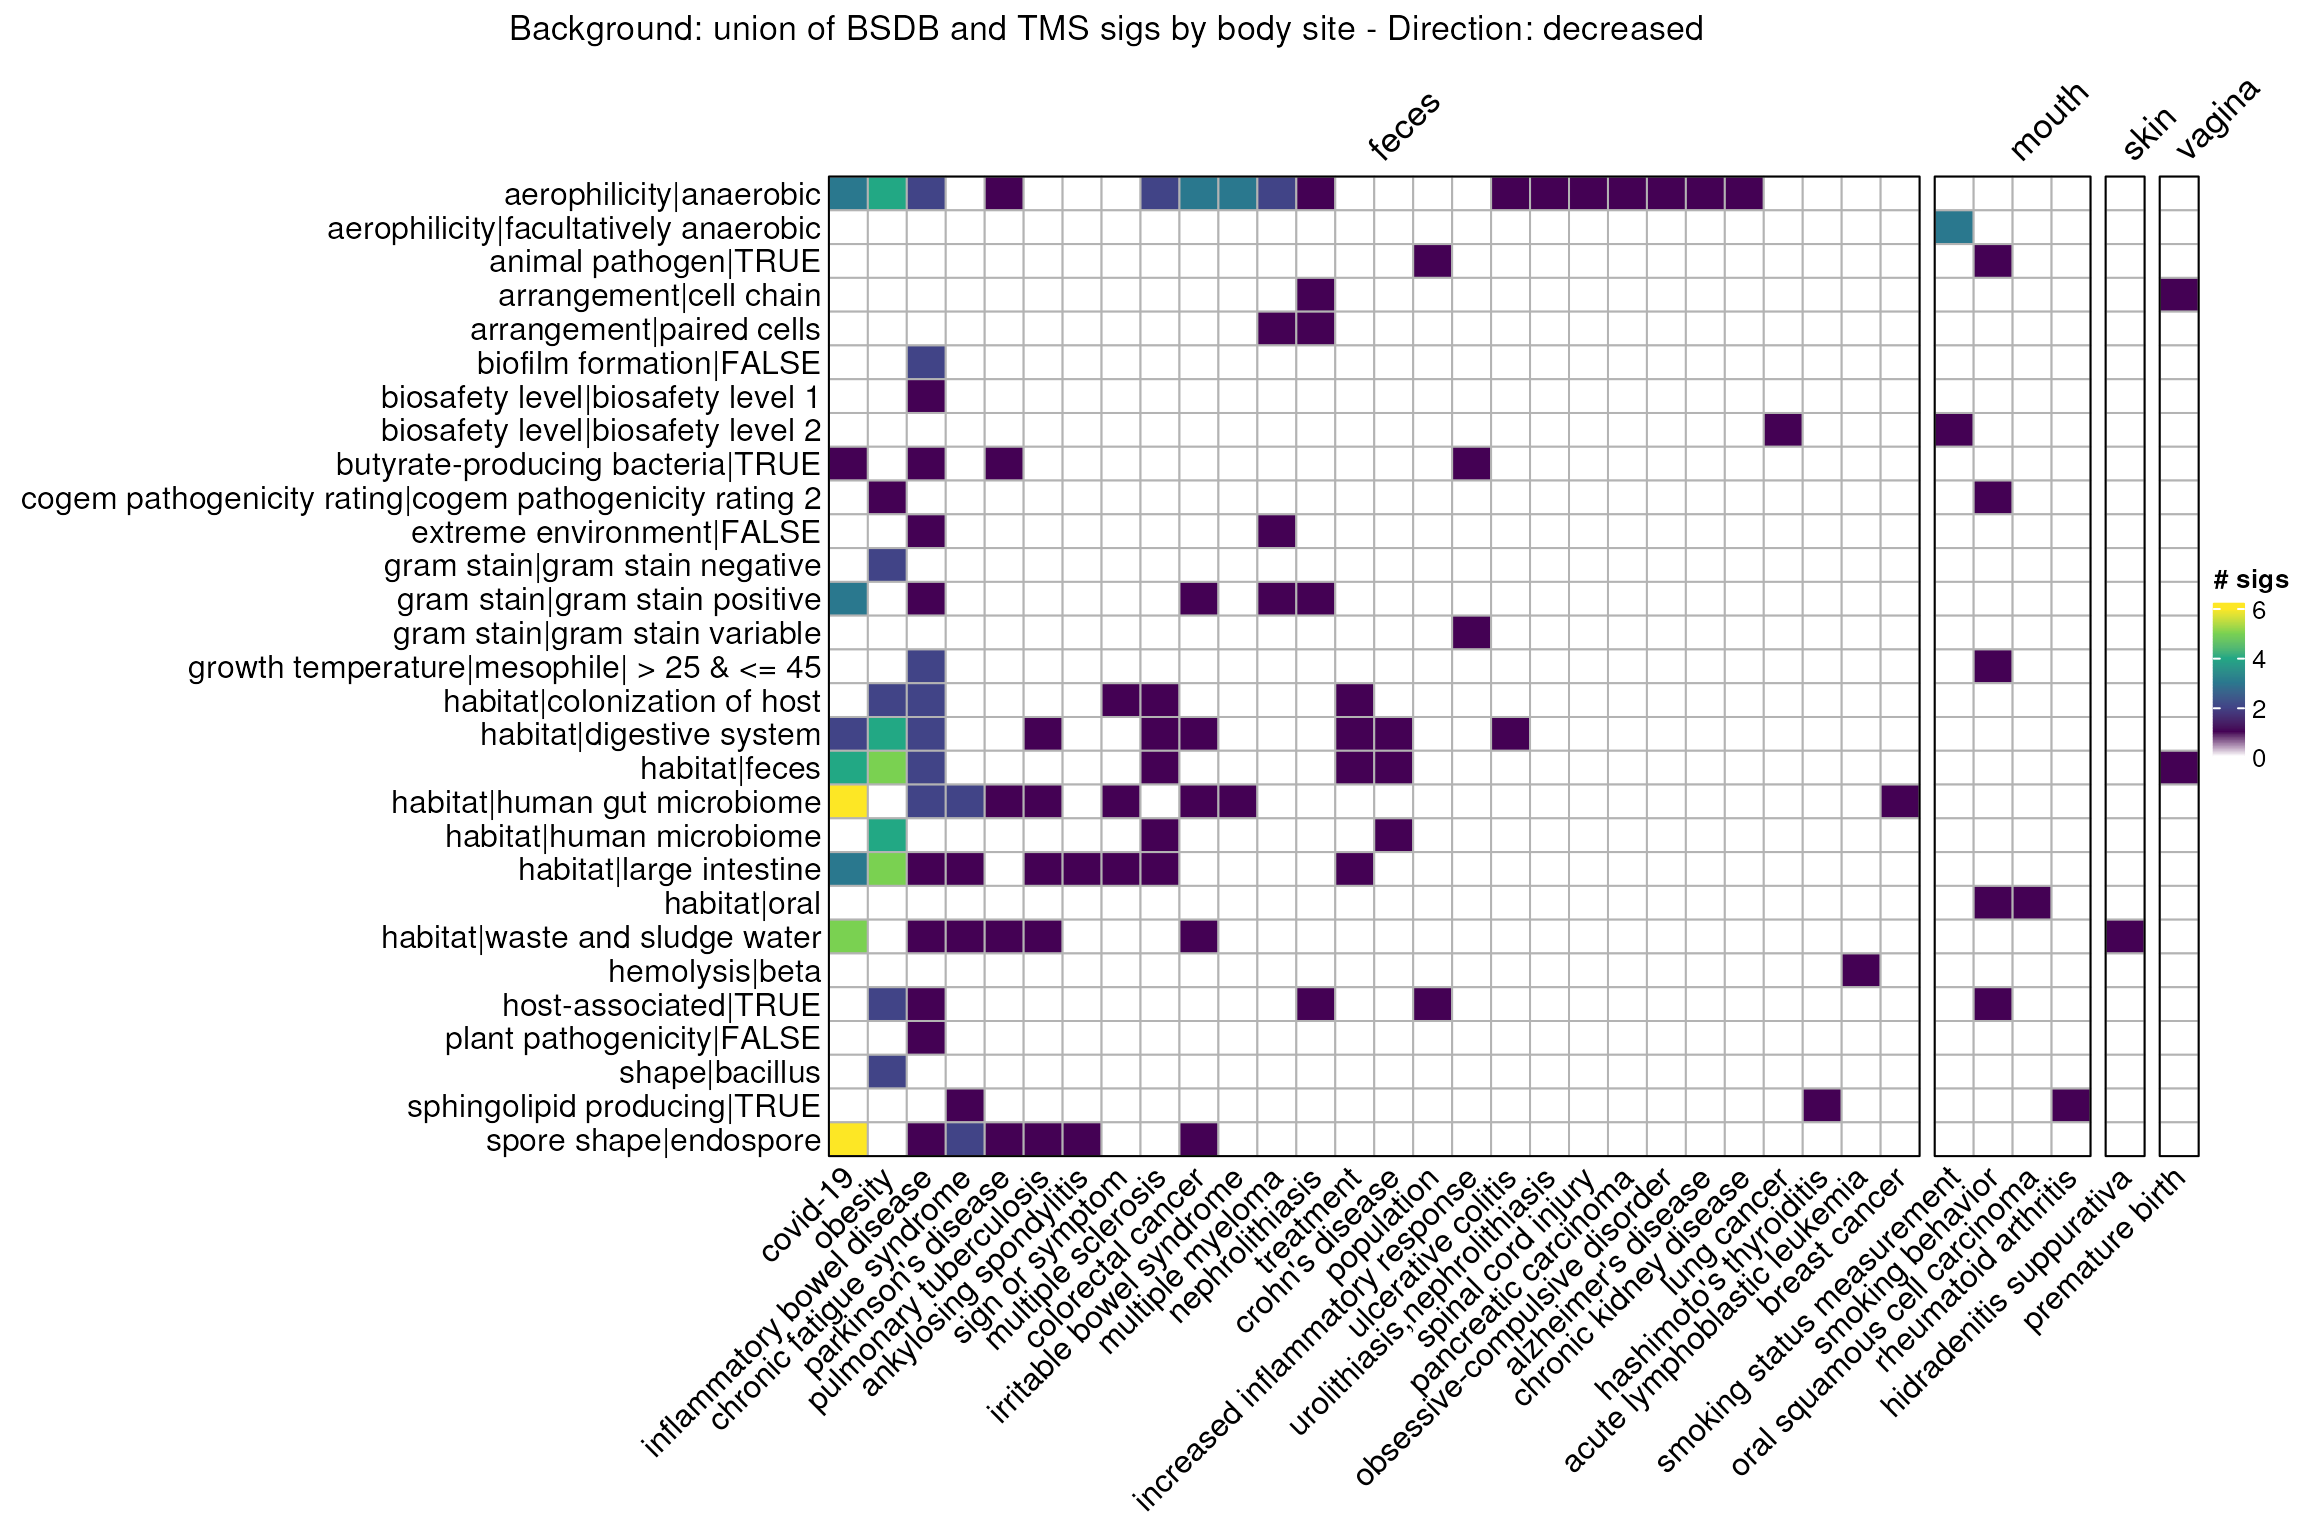 Background: union of BSDB and TMS sigs by body site - Direction: decreased
feces
mouth
skin
vagina
aerophilicity|anaerobic
aerophilicity|facultatively anaerobic
animal pathogen|TRUE
arrangement|cell chain
arrangement|paired cells
biofilm formation|FALSE
biosafety level|biosafety level 1
biosafety level|biosafety level 2
butyrate-producing bacteria|TRUE
cogem pathogenicity rating|cogem pathogenicity rating 2
extreme environment|FALSE
gram stain|gram stain negative
gram stain|gram stain positive
gram stain|gram stain variable
growth temperature|mesophile| > 25 & <= 45
habitat|colonization of host
habitat|digestive system
habitat|feces
habitat|human gut microbiome
habitat|human microbiome
habitat|large intestine
habitat|oral
habitat|waste and sludge water
hemolysis|beta
host-associated|TRUE
plant pathogenicity|FALSE
shape|bacillus
sphingolipid producing|TRUE
spore shape|endospore
# sigs
6
4
2
0
covid-19
obesity
inflammatory bowel disease
chronic fatigue syndrome
parkinson's disease
pulmonary tuberculosis
ankylosing spondylitis
sign or symptom
multiple sclerosis
colorectal cancer
irritable bowel syndrome
multiple myeloma
nephrolithiasis
treatment
crohn's disease
population
increased inflammatory response
ulcerative colitis
urolithiasis,nephrolithiasis
spinal cord injury
pancreatic carcinoma
obsessive-compulsive disorder
alzheimer's disease
chronic kidney disease
lung cancer
hashimoto's thyroiditis
acute lymphoblastic leukemia
breast cancer
smoking status measurement
smoking behavior
oral squamous cell carcinoma
rheumatoid arthritis
hidradenitis suppurativa
premature birth